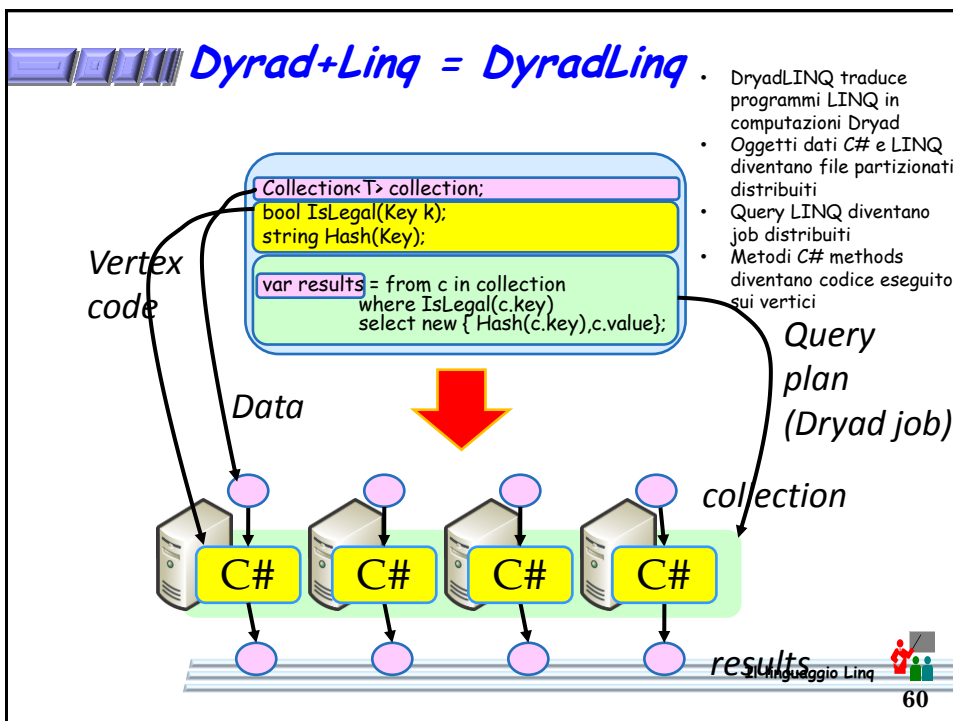 Dyrad+Linq = DyradLinq
• DryadLINQ traduce
programmi LINQ in
computazioni Dryad
• Oggetti dati C# e LINQ
diventano file partizionati
distribuiti
• Query LINQ diventano
job distribuiti
• Metodi C# methods
diventano codice eseguito
sui vertici
Collection<T> collection;
bool IsLegal(Key k);
string Hash(Key);
var results = from c in collection
where IsLegal(c.key)
select new { Hash(c.key),c.value};
Vertex
code
Data
Query
plan
(Dryad job)
collection
C# C# C# C#
results
Il linguaggio Linq
60